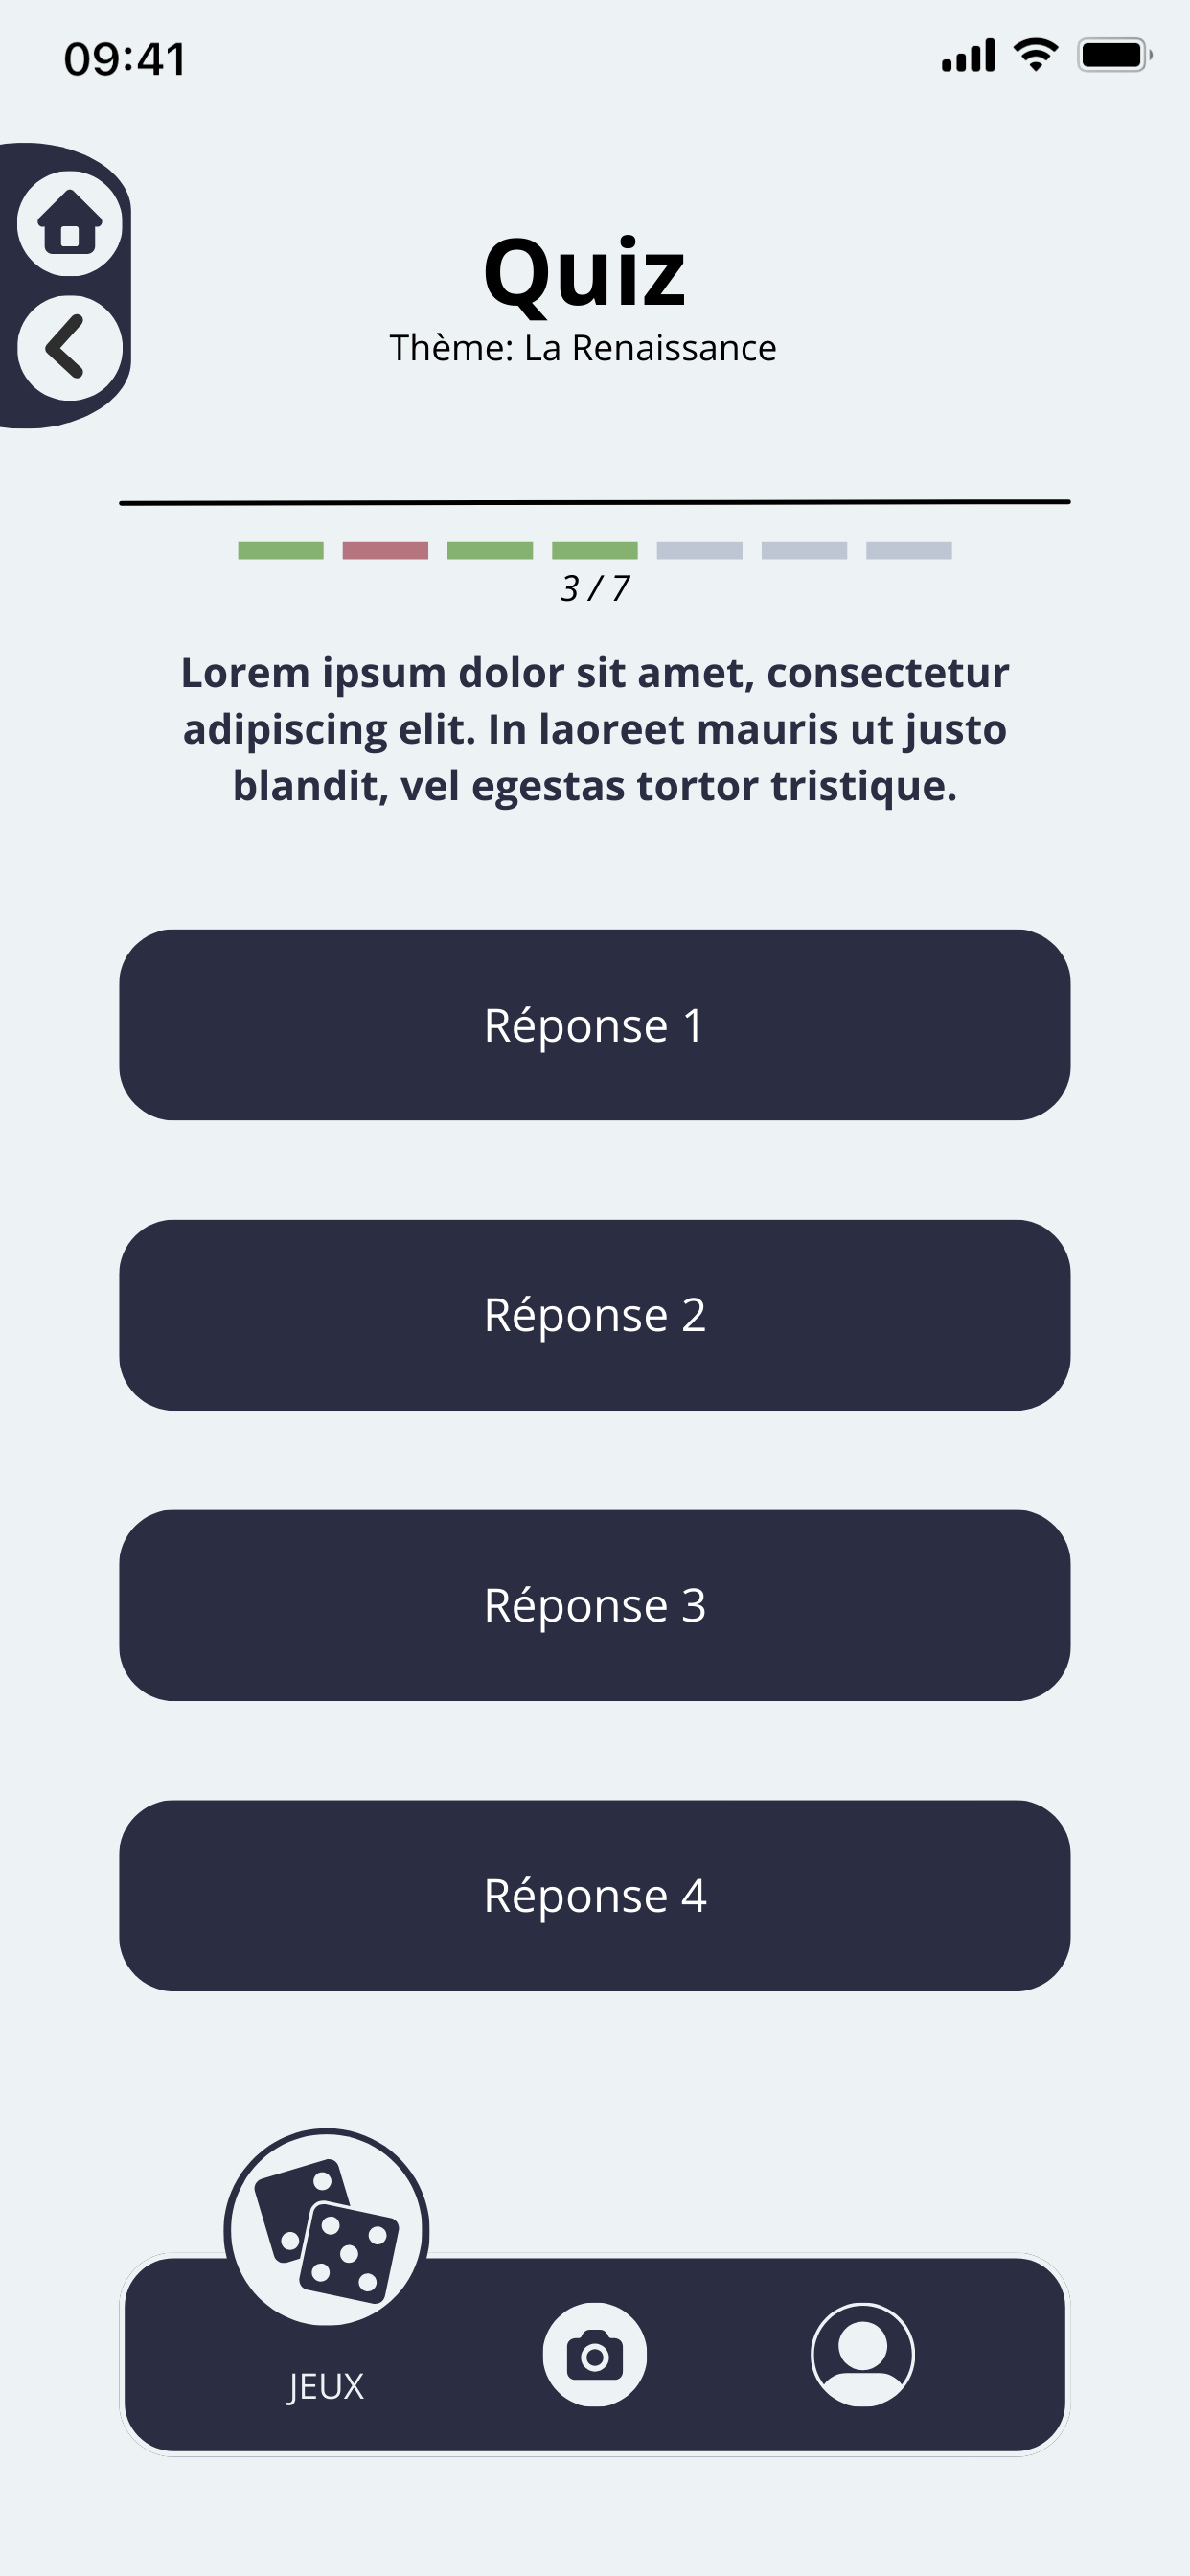 09:41
Quiz
Thème: La Renaissance
3 / 7
Lorem ipsum dolor sit amet, consectetur
adipiscing elit. In laoreet mauris ut justo
blandit, vel egestas tortor tristique.
Réponse 1
Réponse 2
Réponse 3
Réponse 4
JEUX